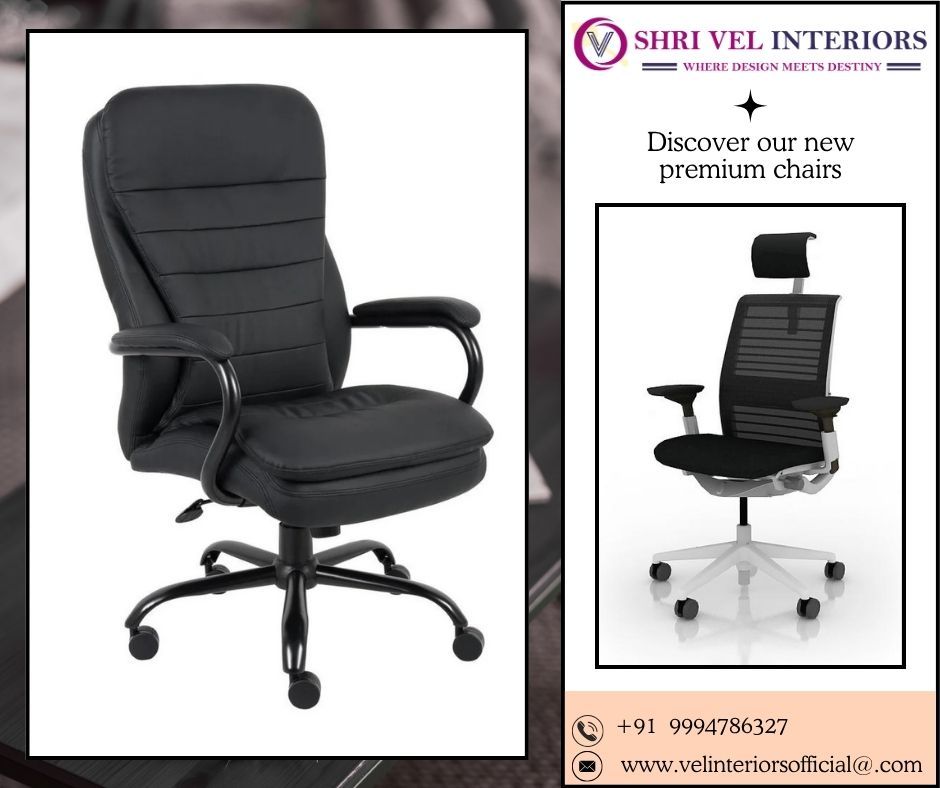 SHRI VEL INTERIORS
WHERE DESIGN MEETS DESTINY
Discover our new
premium chairs
+91 9994786327
www.velinteriorsofficial@.com